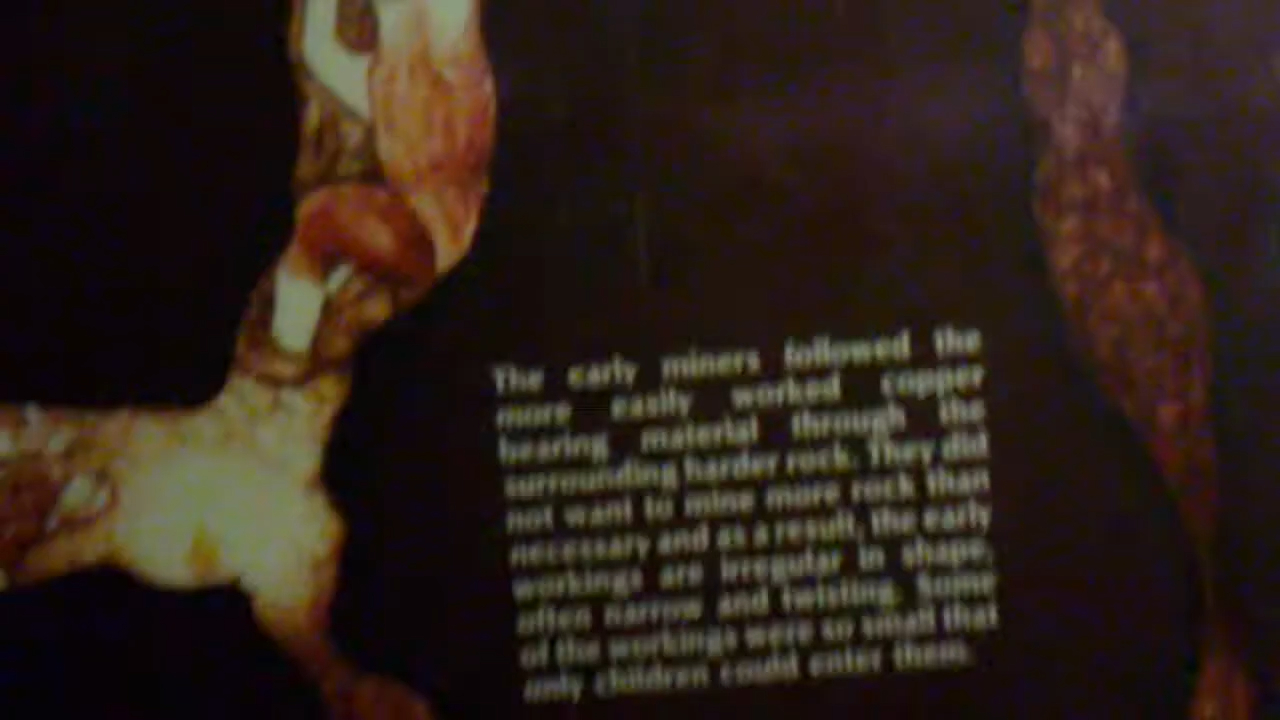 The early miners followed the
more easily worked copper
bearing material through the
surrounding harder rock. They did
not want to mine more rock than
necessary and as a result, the early
workings are irregular in shape,
often narrow and twisting. Some
of the workings were so small that
only children could enter them.